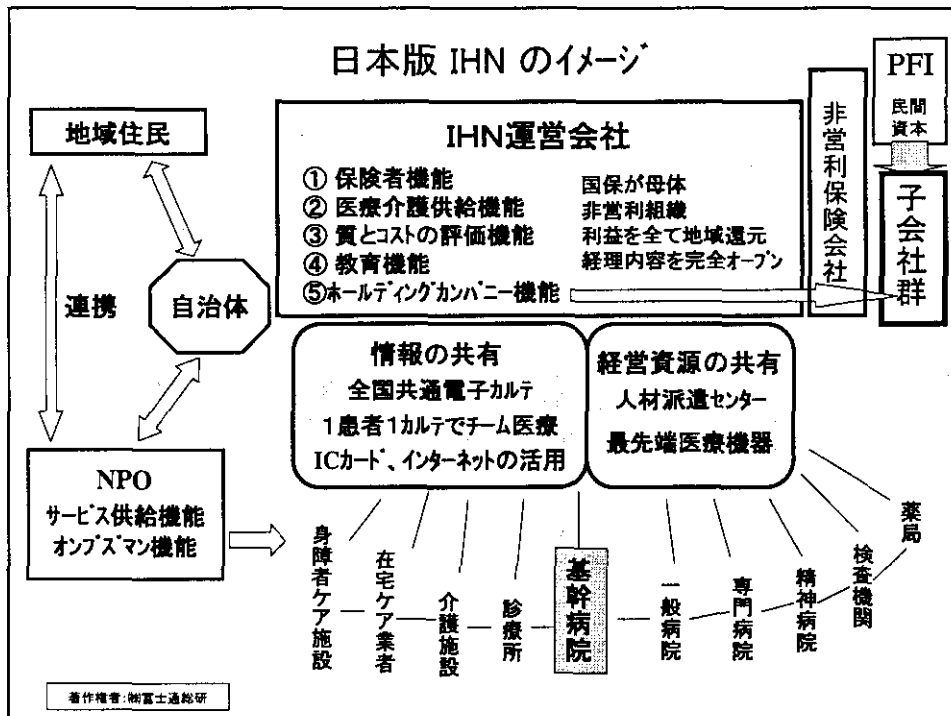 日本版 IHN のイメージ
PFI
民間
資本
非営利保険会社
子会社群
地域住民
連携
自治体
IHN運営会社
① 保険者機能
② 医療介護供給機能
③ 質とコストの評価機能
④ 教育機能
⑤ホールディングカンパニー機能
国保が母体
非営利組織
利益を全て地域還元
経理内容を完全オープン
情報の共有
全国共通電子カルテ
1患者1カルテでチーム医療
ICカード、インターネットの活用
経営資源の共有
人材派遣センター
最先端医療機器
NPO
サービス供給機能
オンブズマン機能
身障者ケア施設
在宅ケア業者
介護施設
診療所
基幹病院
一般病院
専門病院
精神病院
検査機関
薬局
著作権者:㈱富士通総研